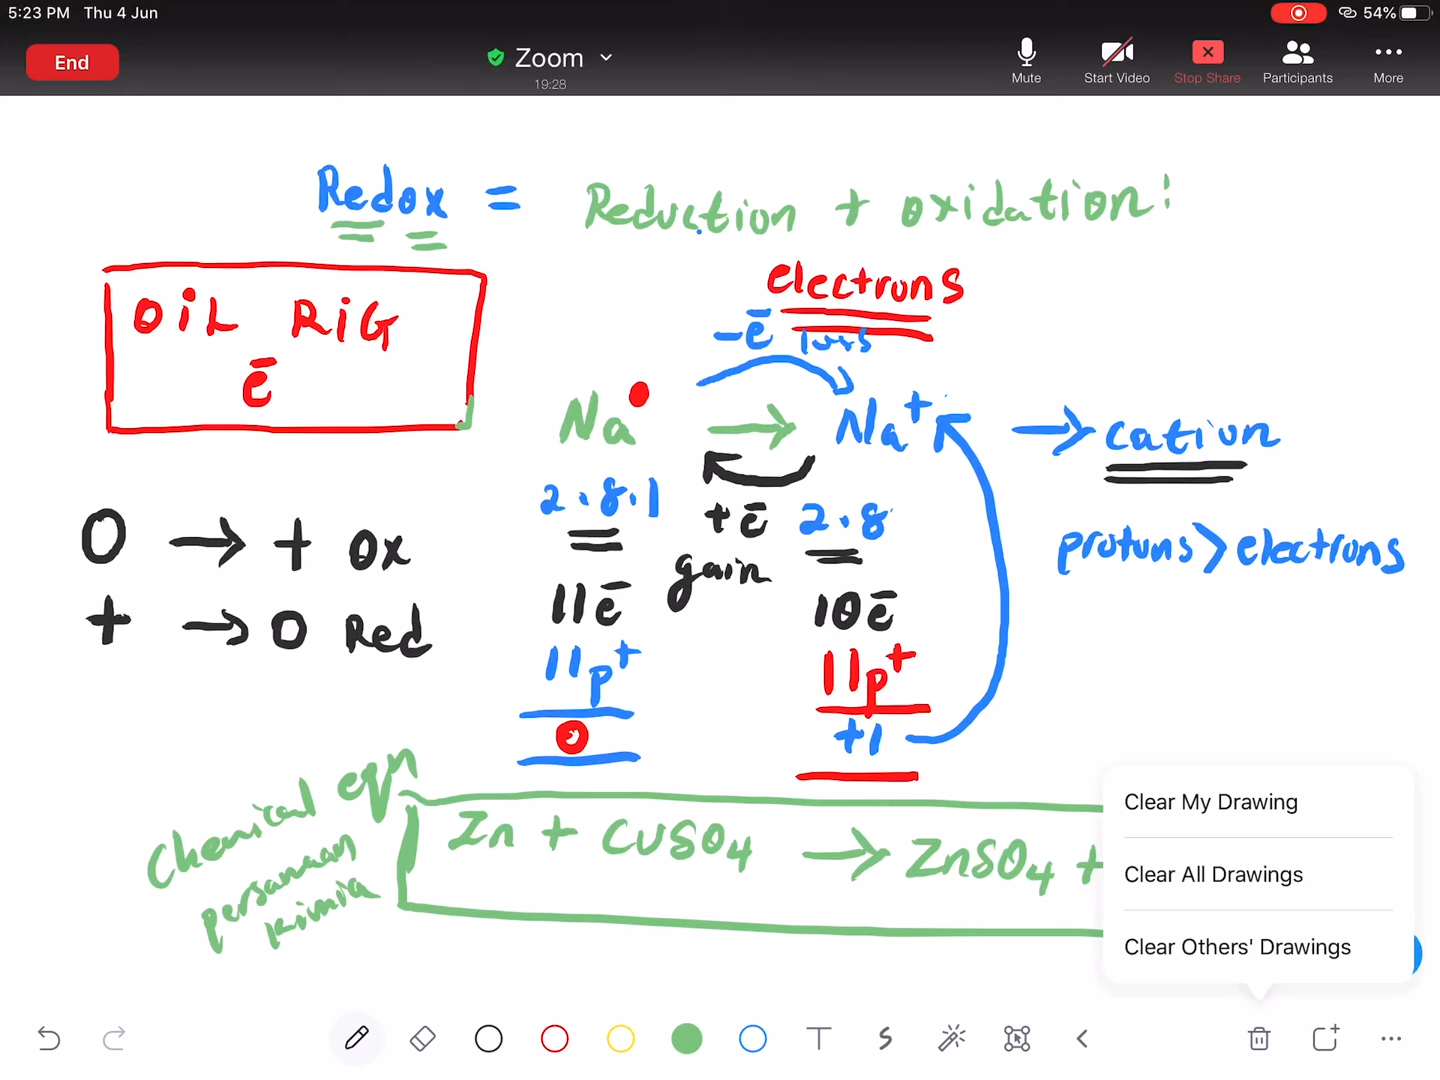 5:23 PM Thu 4 Jun
54%
End
Zoom
19:28
Mute
Start Video
Stop Share
Participants
More
Redox = Reduction + oxidation!
OiL RiG
ē
electrons
-ē loss
Na → Na+ → cation
2.8.1
+ē
gain
2.8
protons > electrons
O → + ox
+ → O Red
11ē
10ē
11p+
11p+
0
+1
Chemical eqn
persamaan
kimia
Zn + CuSO4 → ZnSO4 +
Clear My Drawing
Clear All Drawings
Clear Others' Drawings
T